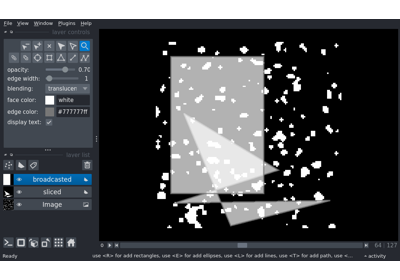 File View Window Plugins Help
layer controls
opacity: 0.70
edge width: 1
blending: translucen
face color: white
edge color: #777777ff
display text:
layer list
broadcasted
sliced
Image
64 127
Ready use <R> for add rectangles, use <E> for add ellipses, use <L> for add lines, use <T> for add path, use <... activity